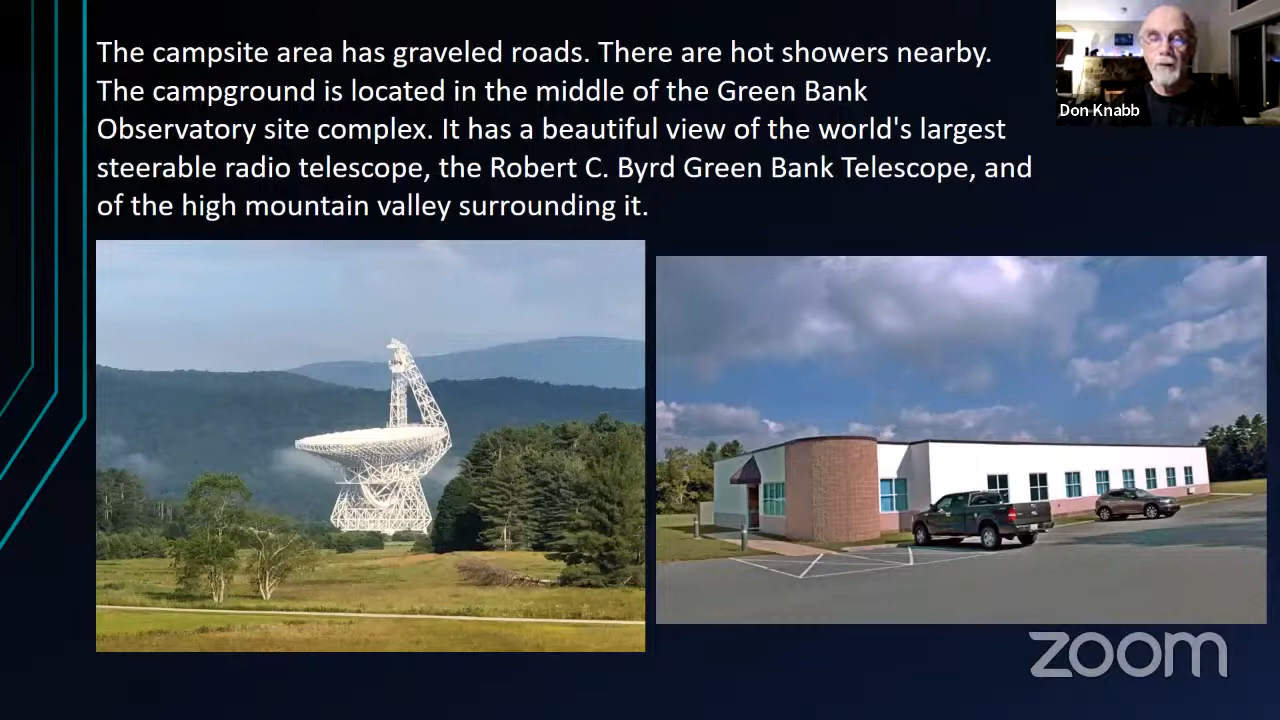 The campsite area has graveled roads. There are hot showers nearby.
The campground is located in the middle of the Green Bank
Observatory site complex. It has a beautiful view of the world's largest
steerable radio telescope, the Robert C. Byrd Green Bank Telescope, and
of the high mountain valley surrounding it.
Don Knabb
zoom